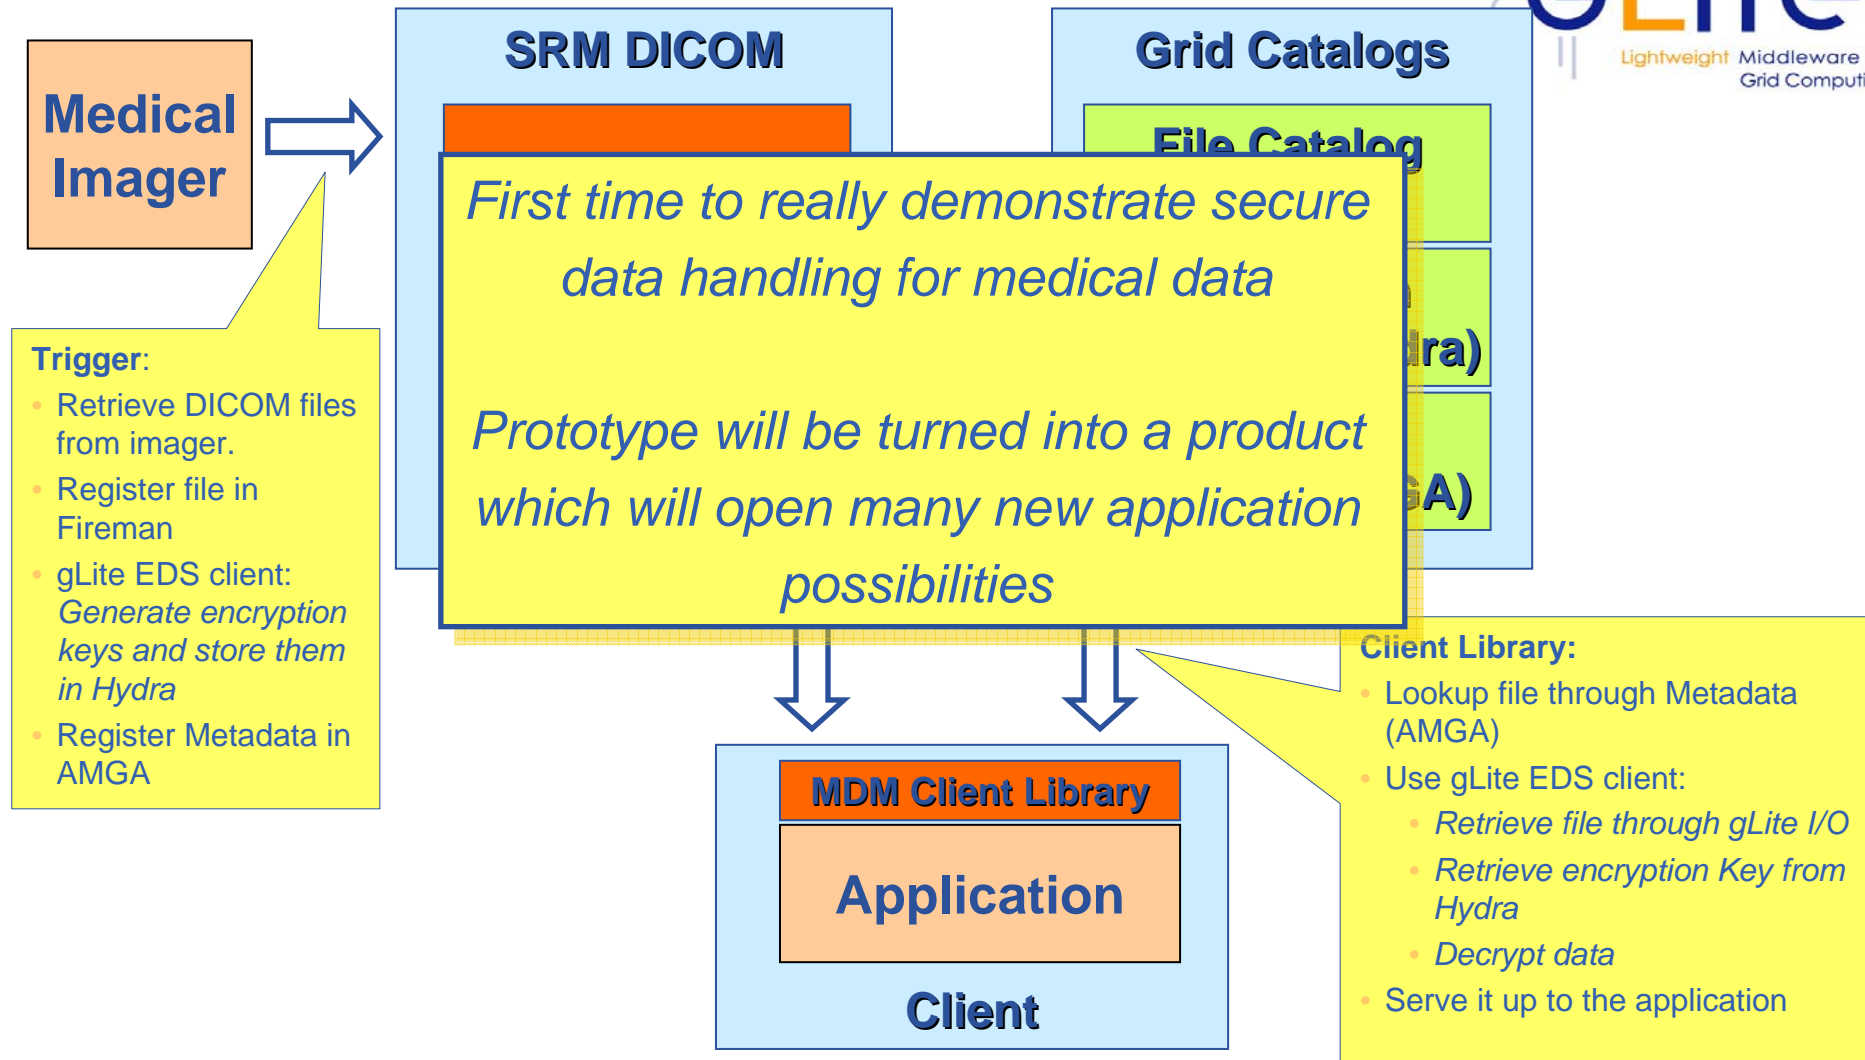 SRM DICOM
Grid Catalogs
Lightweight Middleware
Grid
Medical
Imager
File Catalog
First time to really demonstrate secure
data handling for medical data
Prototype will be turned into a product
which will open many new application
possibilities
Trigger:
• Retrieve DICOM files
from imager.
• Register file in
Fireman
• gLite EDS client:
Generate encryption
keys and store them
in Hydra
• Register Metadata in
AMGA
Client Library:
• Lookup file through Metadata
(AMGA)
• Use gLite EDS client:
• Retrieve file through gLite I/O
• Retrieve encryption Key from
Hydra
• Decrypt data
• Serve it up to the application
MDM Client Library
Application
Client